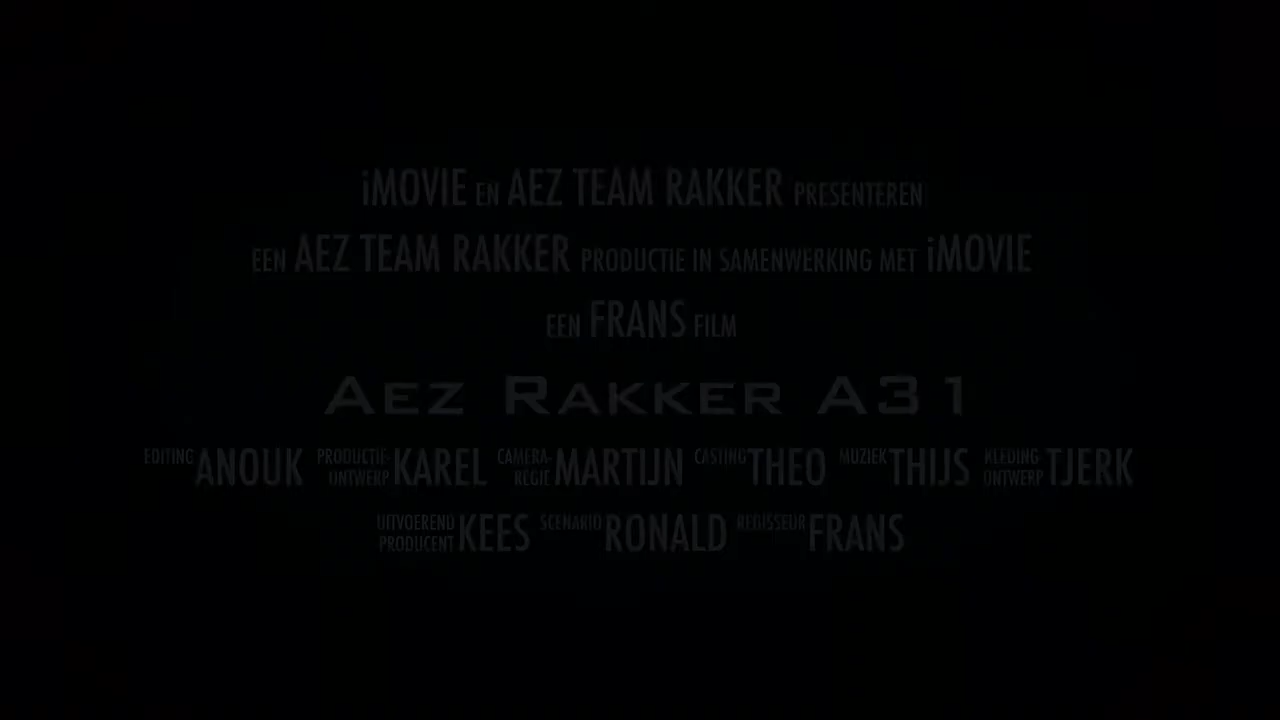 iMOVIE EN AEZ TEAM RAKKER PRESENTEREN
EEN AEZ TEAM RAKKER PRODUCTIE IN SAMENWERKING MET iMOVIE
EEN FRANS FILM
AEZ RAKKER A31
EDITING ANOUK PRODUCTIE-ONTWERP KAREL CAMERA-REGIE MARTIJN CASTING THEO MUZIEK THIJS KLEDING ONTWERP TJERK
UITVOEREND PRODUCENT KEES SCENARIO RONALD REGISSEUR FRANS